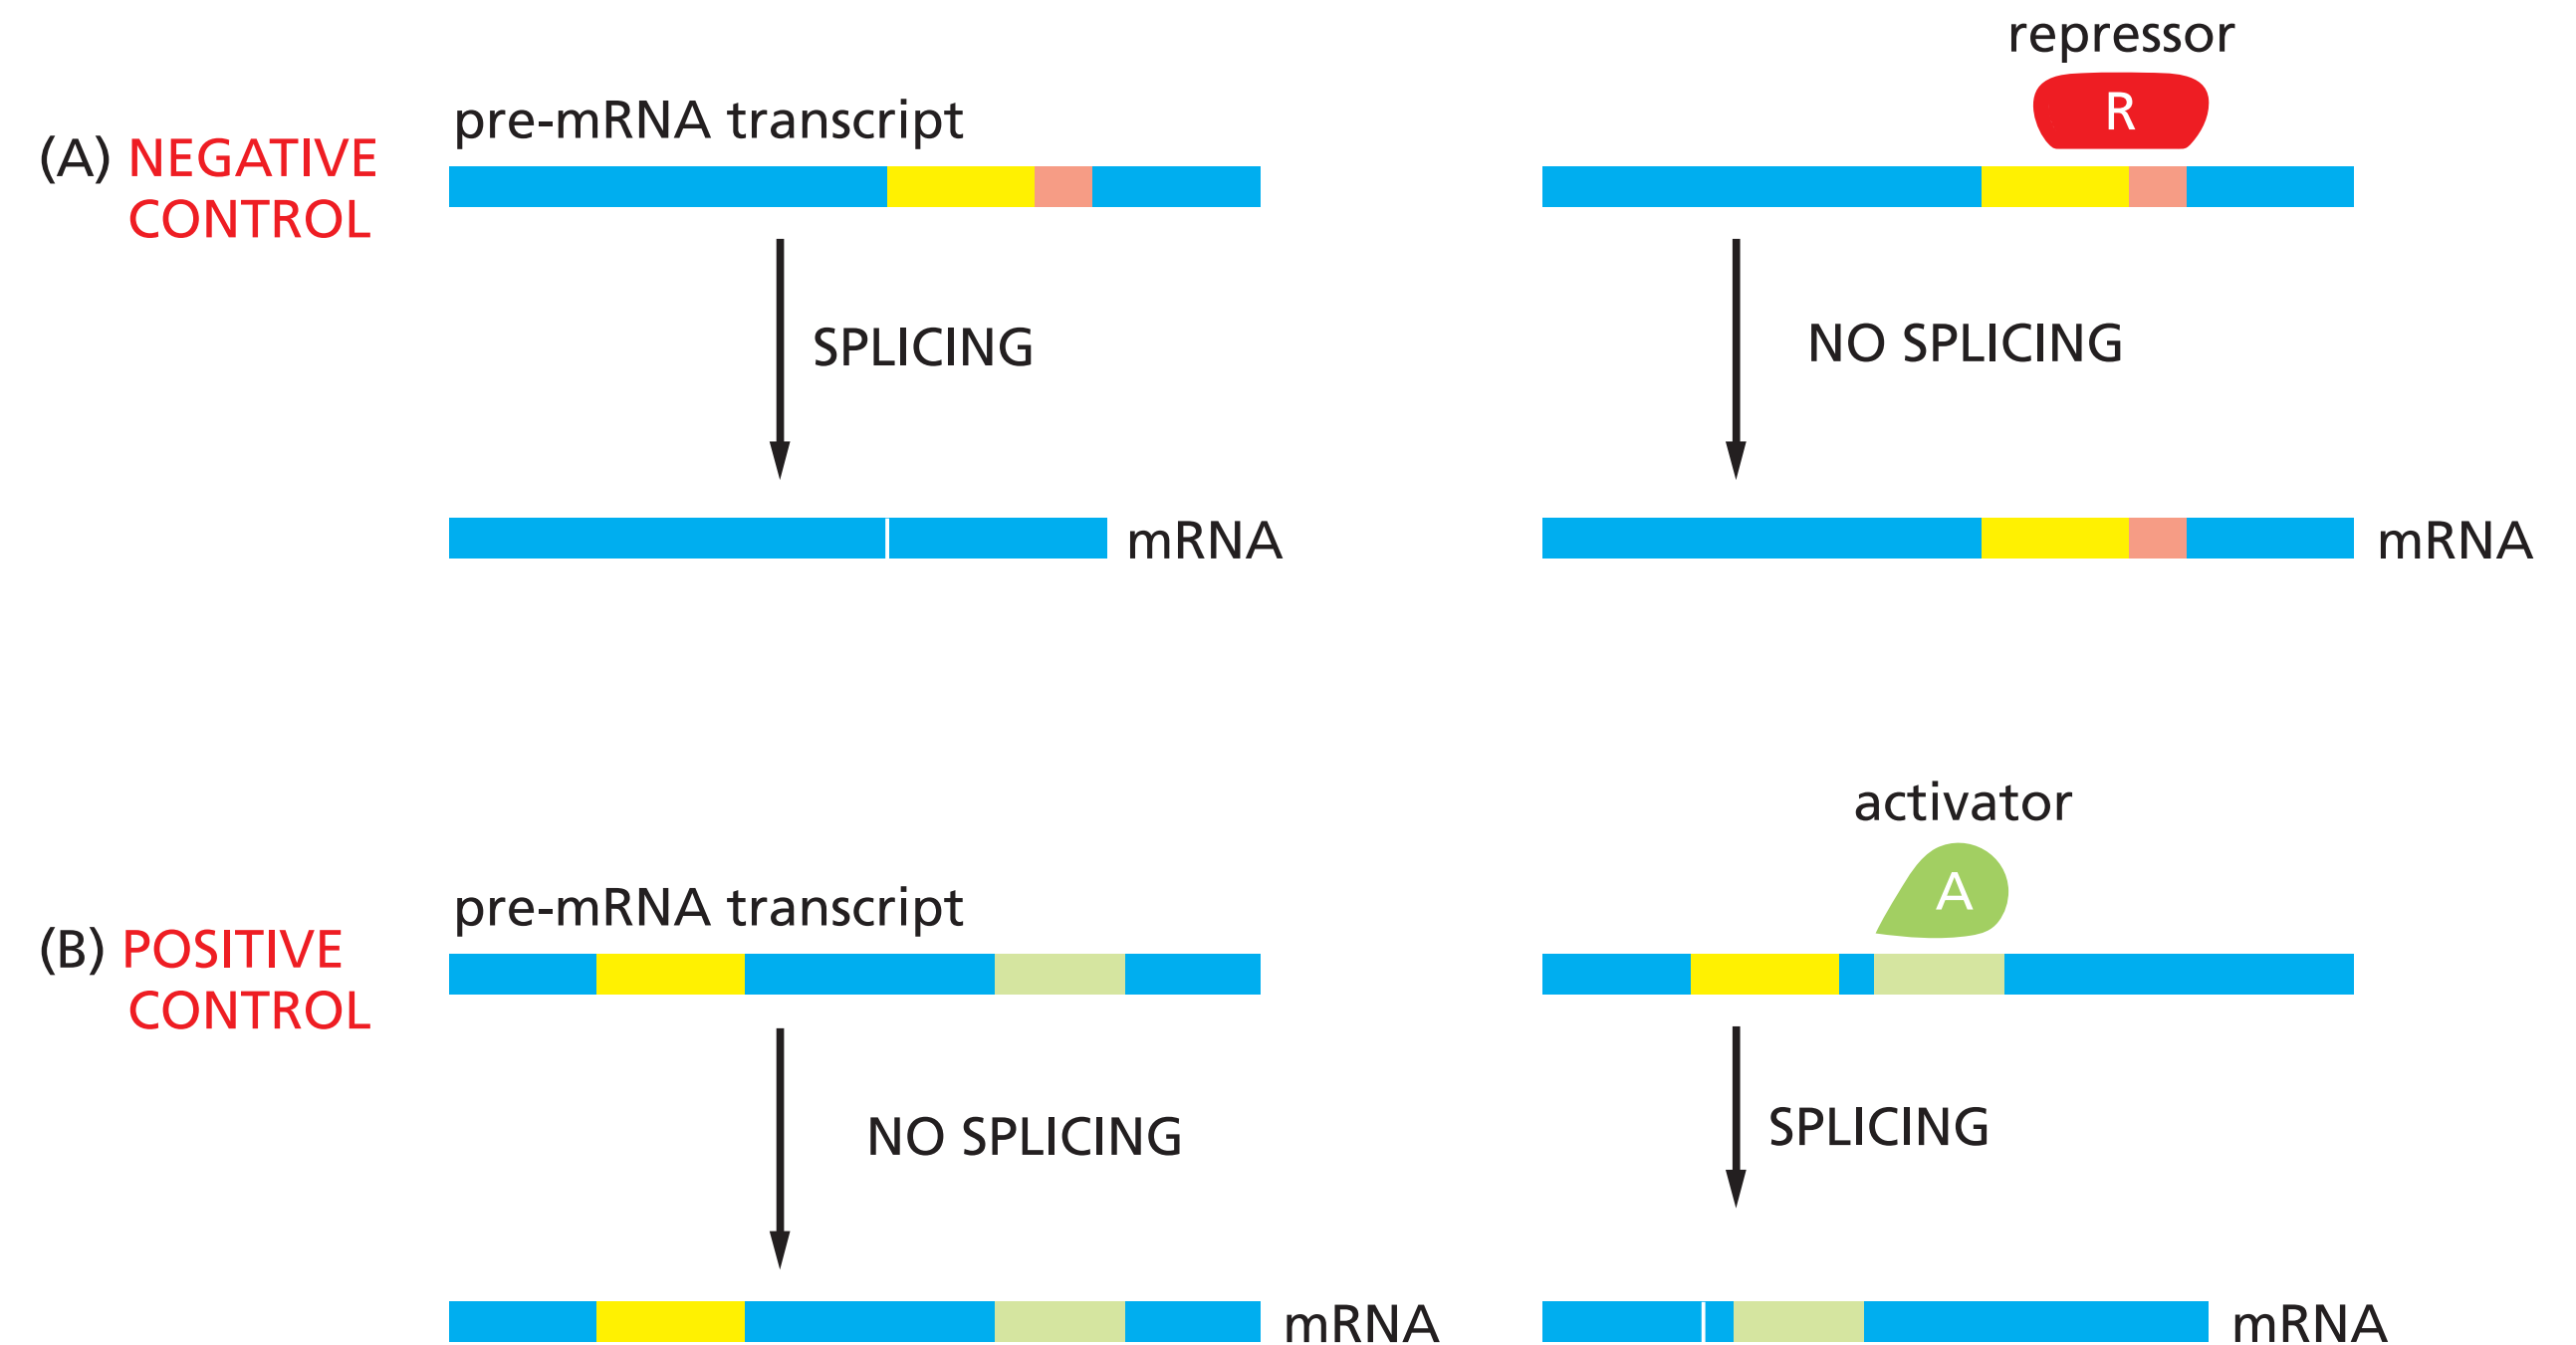 repressor
R
pre-mRNA transcript
(A) NEGATIVE
CONTROL
SPLICING
NO SPLICING
mRNA
mRNA
activator
A
pre-mRNA transcript
(B) POSITIVE
CONTROL
NO SPLICING
SPLICING
mRNA
mRNA